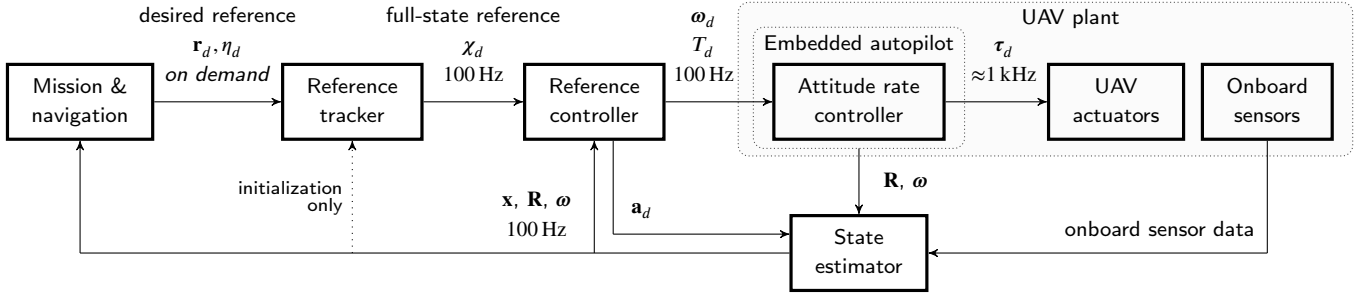 desired reference
full-state reference
UAV plant
𝐫_d, η_d
on demand
χ_d
100 Hz
𝝎_d
T_d
100 Hz
Embedded autopilot
𝝉_d
≈1 kHz
Mission &
navigation
Reference
tracker
Reference
controller
Attitude rate
controller
UAV
actuators
Onboard
sensors
initialization
only
𝐱, 𝐑, 𝝎
100 Hz
𝐚_d
𝐑, 𝝎
State
estimator
onboard sensor data